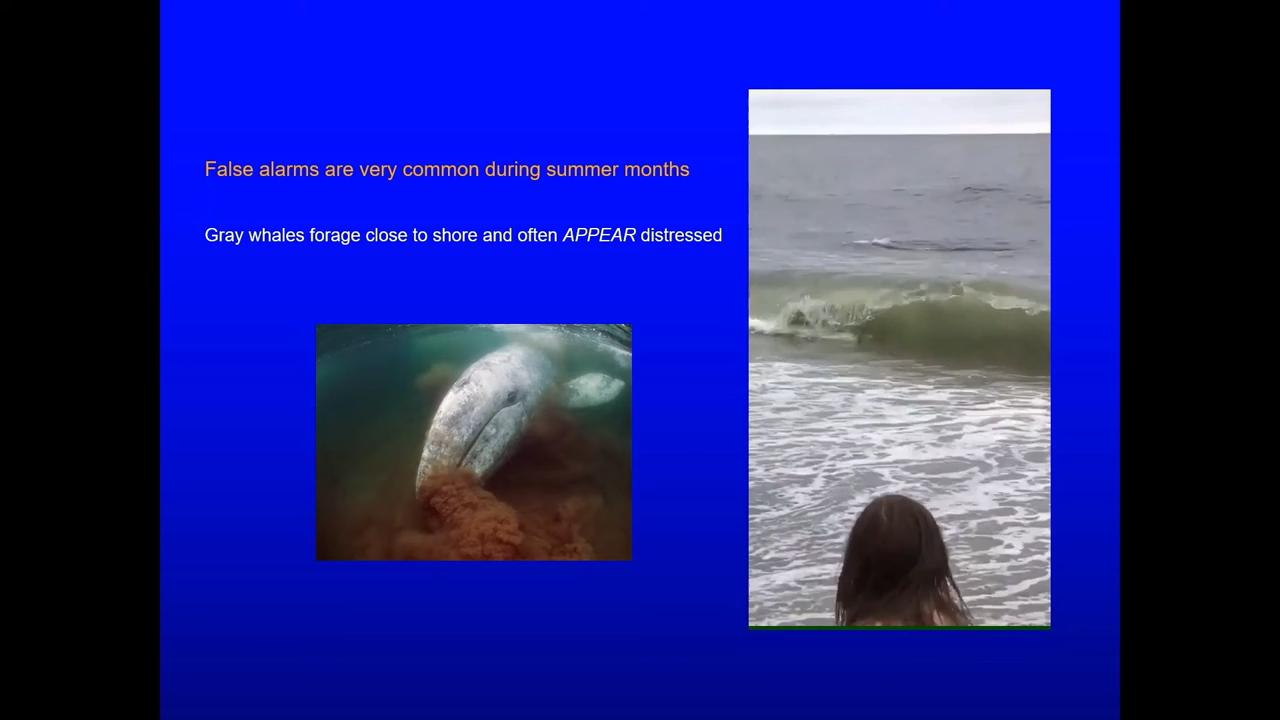 False alarms are very common during summer months
Gray whales forage close to shore and often APPEAR distressed